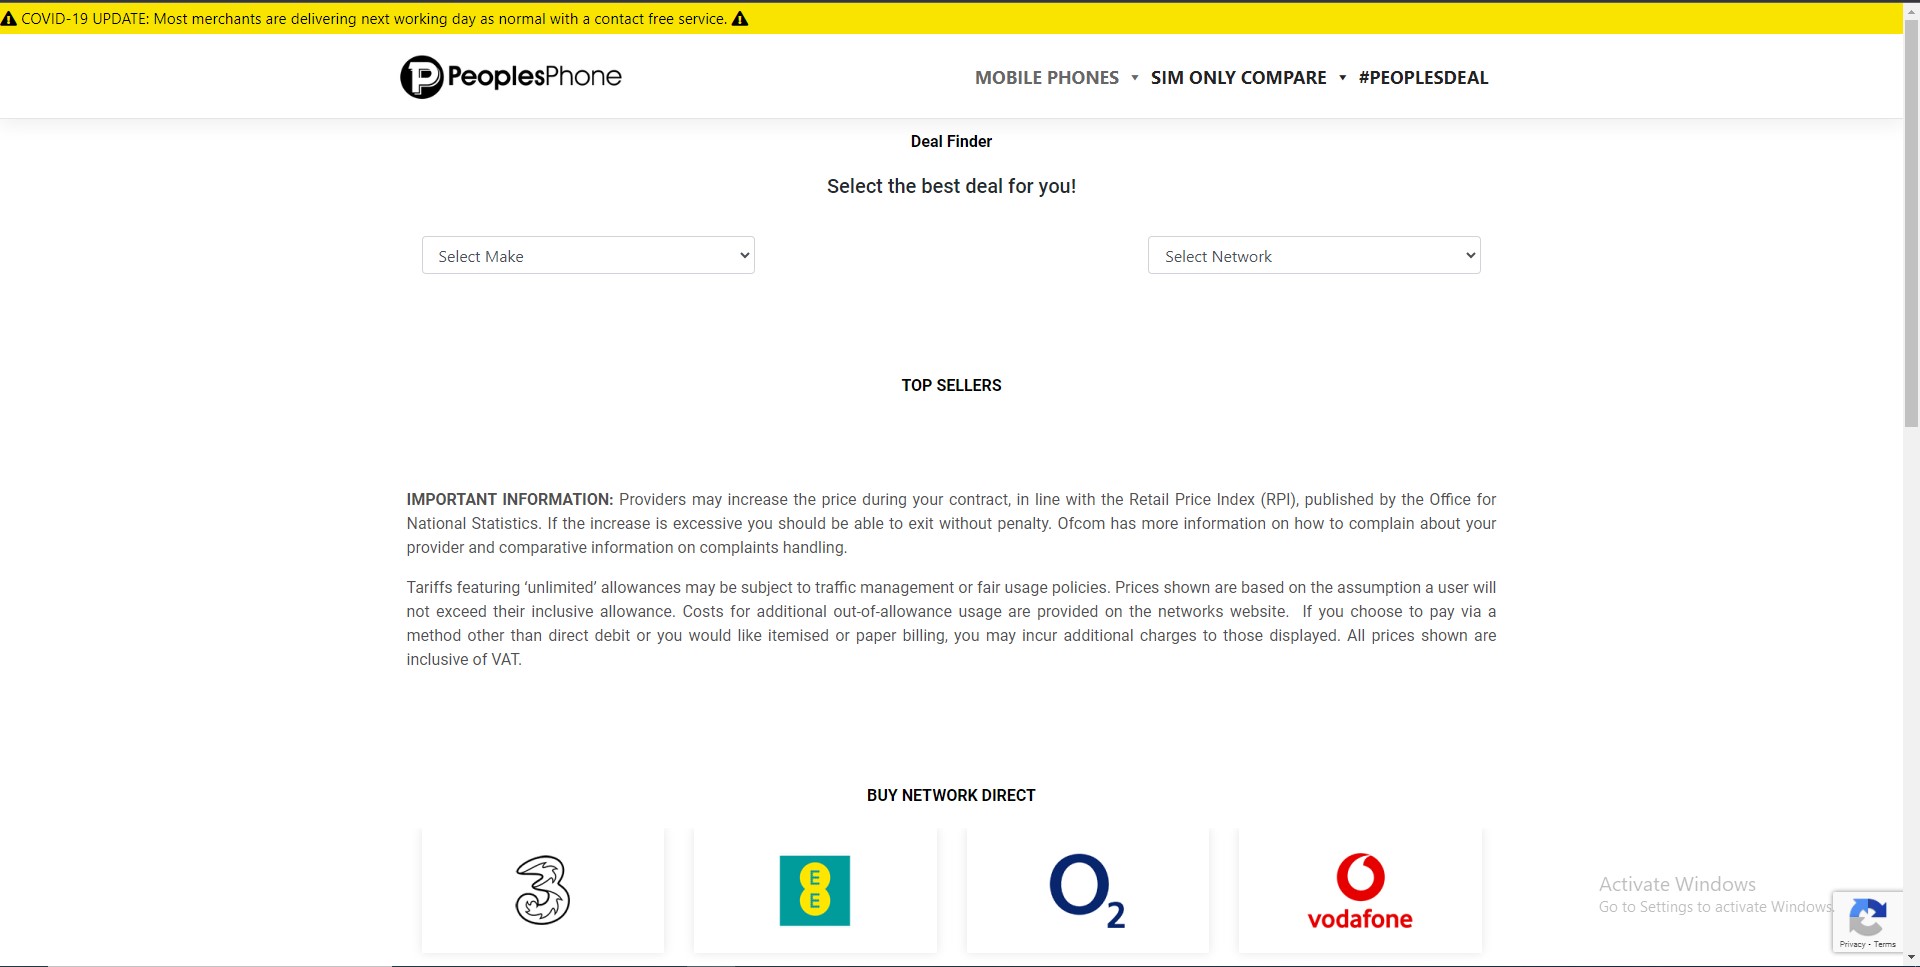 COVID-19 UPDATE: Most merchants are delivering next working day as normal with a contact free service.
PeoplesPhone
MOBILE PHONES SIM ONLY COMPARE #PEOPLESDEAL
Deal Finder
Select the best deal for you!
Select Make
Select Network
TOP SELLERS
IMPORTANT INFORMATION: Providers may increase the price during your contract, in line with the Retail Price Index (RPI), published by the Office for
National Statistics. If the increase is excessive you should be able to exit without penalty. Ofcom has more information on how to complain about your
provider and comparative information on complaints handling.
Tariffs featuring ‘unlimited’ allowances may be subject to traffic management or fair usage policies. Prices shown are based on the assumption a user will
not exceed their inclusive allowance. Costs for additional out-of-allowance usage are provided on the networks website. If you choose to pay via a
method other than direct debit or you would like itemised or paper billing, you may incur additional charges to those displayed. All prices shown are
inclusive of VAT.
BUY NETWORK DIRECT
3
EE
O2
vodafone
Activate Windows
Go to Settings to activate Windows.
Privacy - Terms